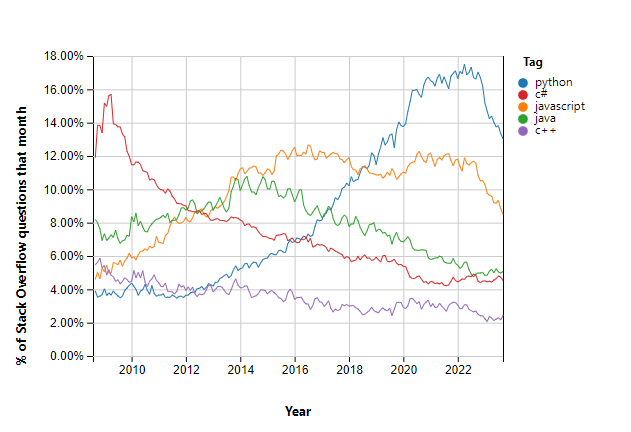 Tag
python
c#
javascript
java
c++
% of Stack Overflow questions that month
18.00%
16.00%
14.00%
12.00%
10.00%
8.00%
6.00%
4.00%
2.00%
0.00%
2010 2012 2014 2016 2018 2020 2022
Year